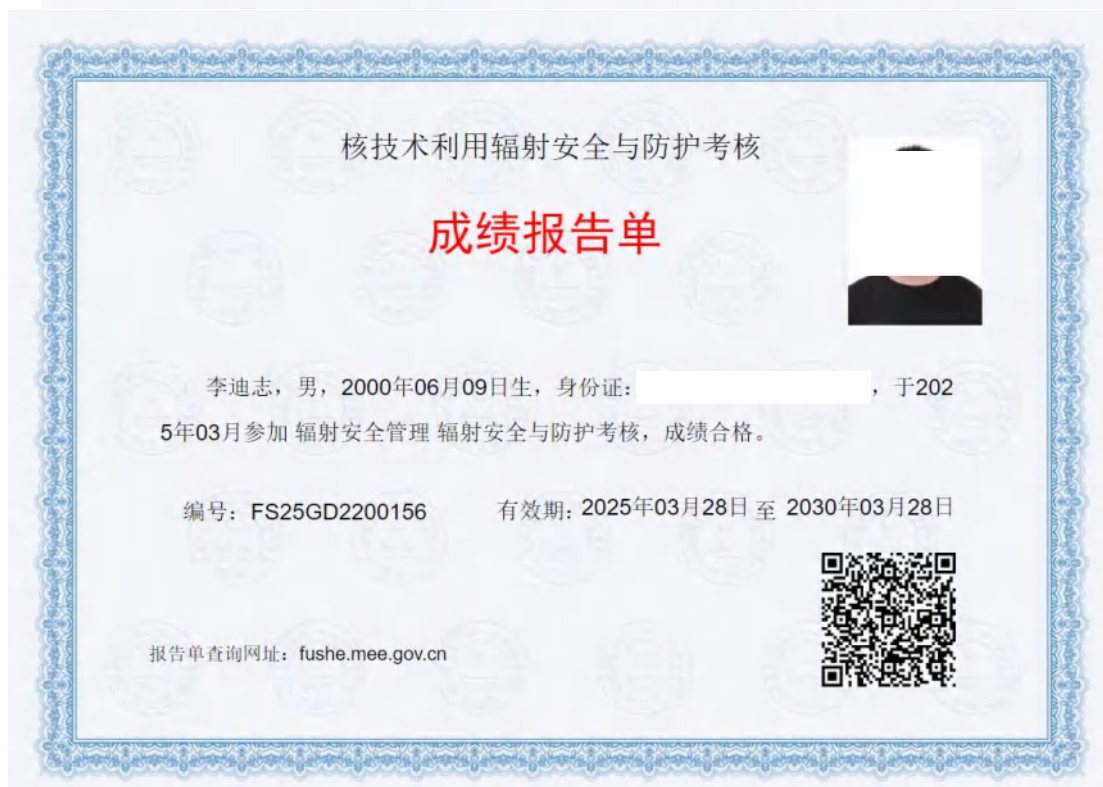 核技术利用辐射安全与防护考核
成绩报告单
李迪志，男，2000年06月09日生，身份证：，于202
5年03月参加 辐射安全管理 辐射安全与防护考核，成绩合格。
编号：FS25GD2200156 有效期：2025年03月28日 至 2030年03月28日
报告单查询网址：fushe.mee.gov.cn